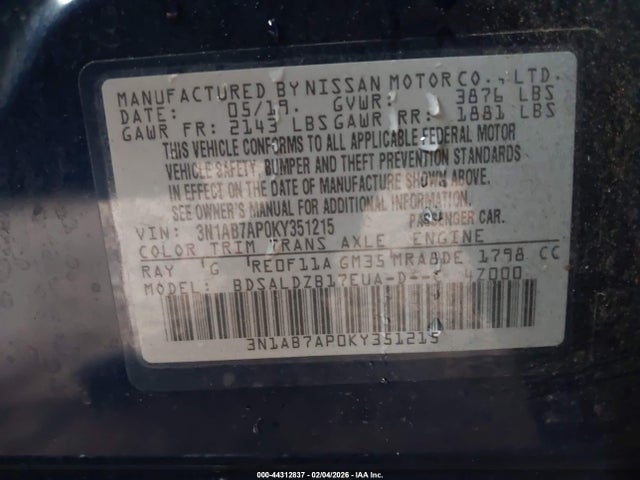 MANUFACTURED BY NISSAN MOTOR CO., LTD.
DATE: 05/19. GVWR: 3876 LBS
GAWR FR: 2143 LBS GAWR RR: 1881 LBS
THIS VEHICLE CONFORMS TO ALL APPLICABLE FEDERAL MOTOR
VEHICLE SAFETY, BUMPER AND THEFT PREVENTION STANDARDS
IN EFFECT ON THE DATE OF MANUFACTURE SHOWN ABOVE.
SEE OWNER'S MANUAL FOR ADDITIONAL INFORMATION.
VIN: 3N1AB7AP0KY351215 PASSENGER CAR.
COLOR TRIM TRANS AXLE ENGINE
RAY G RE0F11A GM35 MRA8DE 1798 CC
MODEL: BDSALDZB17EUA-D--S 47000
3N1AB7AP0KY351215
000-44312837 - 02/04/2026 - IAA Inc.